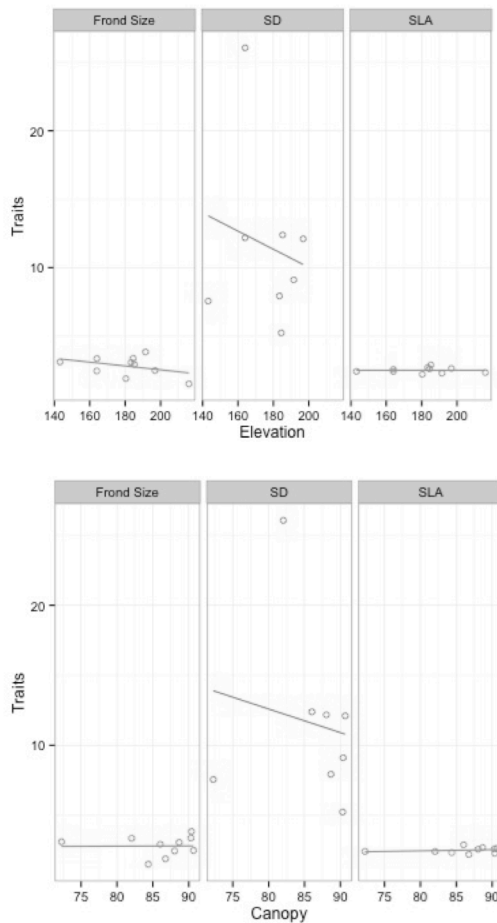 Frond Size SD SLA
20
10
Traits
140 160 180 200 140 160 180 200 140 160 180 200
Elevation
Frond Size SD SLA
20
10
Traits
75 80 85 90 75 80 85 90 75 80 85 90
Canopy